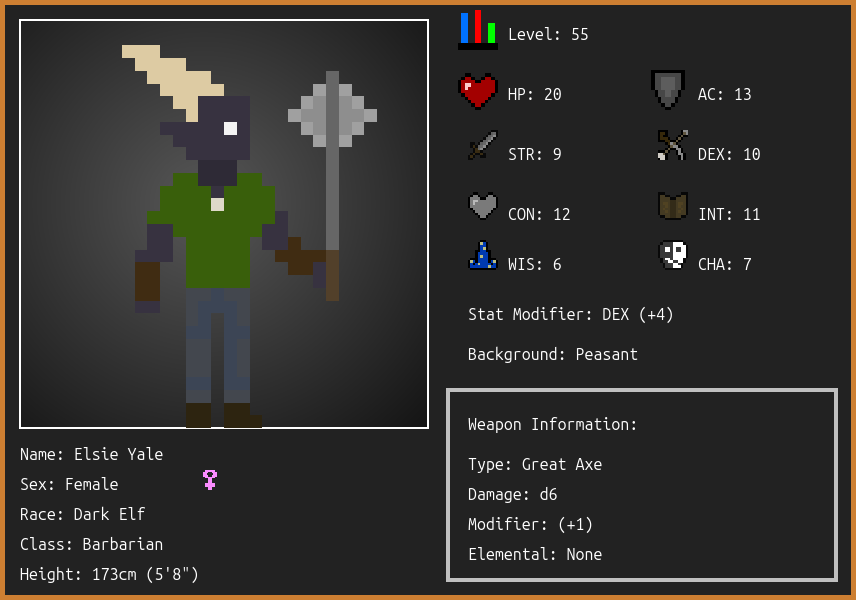 Level: 55
HP: 20
AC: 13
STR: 9
DEX: 10
CON: 12
INT: 11
WIS: 6
CHA: 7
Stat Modifier: DEX (+4)
Background: Peasant
Weapon Information:
Type: Great Axe
Damage: d6
Modifier: (+1)
Elemental: None
Name: Elsie Yale
Sex: Female
Race: Dark Elf
Class: Barbarian
Height: 173cm (5'8")